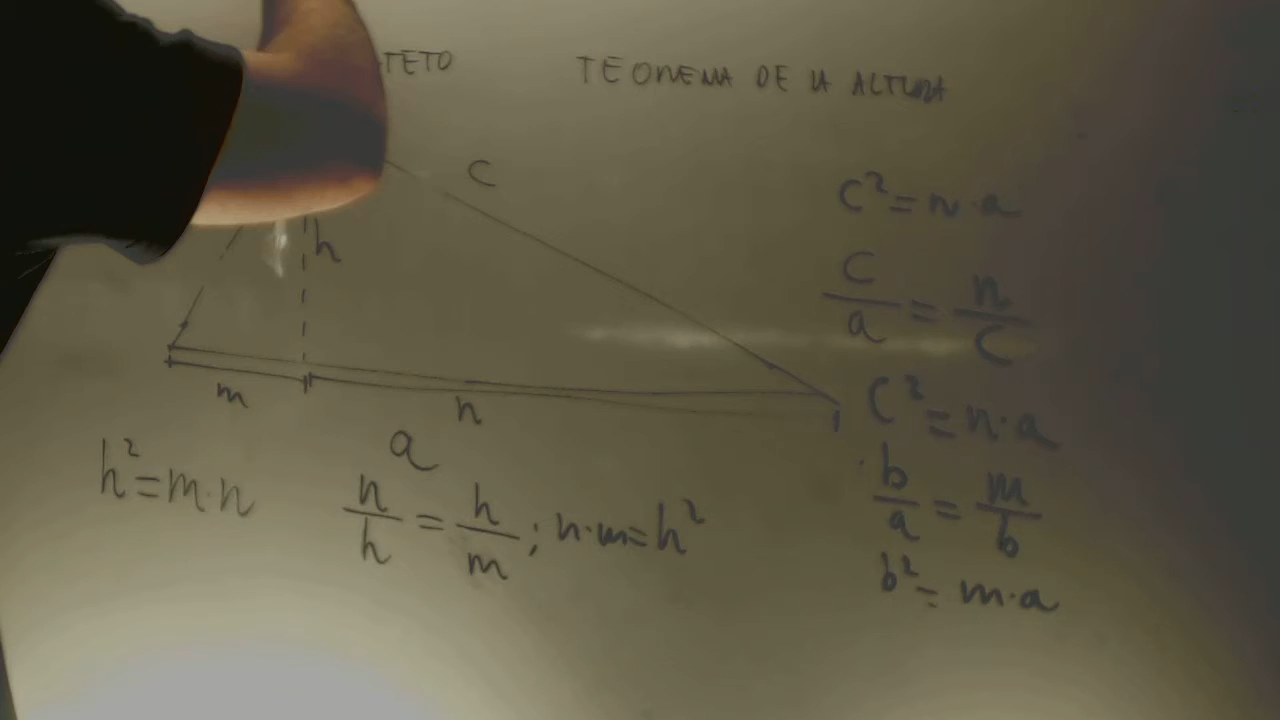 TETO
TEOREMA DE LA ALTURA
C
h
m
n
a
h² = m·n
n/h = h/m ; n·m = h²
C² = n·a
C/a = n/C
C² = n·a
b/a = m/b
b² = m·a